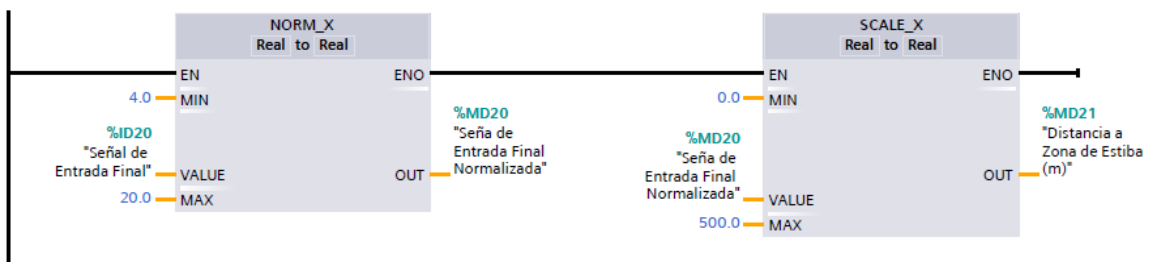 NORM_X
Real to Real
EN
ENO
4.0
MIN
%ID20
"Señal de
Entrada Final"
VALUE
20.0
MAX
%MD20
"Seña de
Entrada Final
Normalizada"
OUT
SCALE_X
Real to Real
EN
ENO
0.0
MIN
%MD20
"Seña de
Entrada Final
Normalizada"
VALUE
500.0
MAX
%MD21
"Distancia a
Zona de Estiba
(m)"
OUT